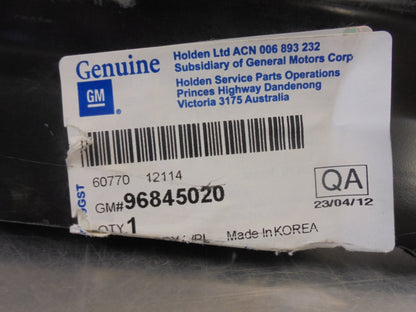 Genuine
GM
Holden Ltd ACN 006 893 232
Subsidiary of General Motors Corp
Holden Service Parts Operations
Princes Highway Dandenong
Victoria 3175 Australia
60770 12114
GM#96845020
QTY 1
Made In KOREA
QA
23/04/12